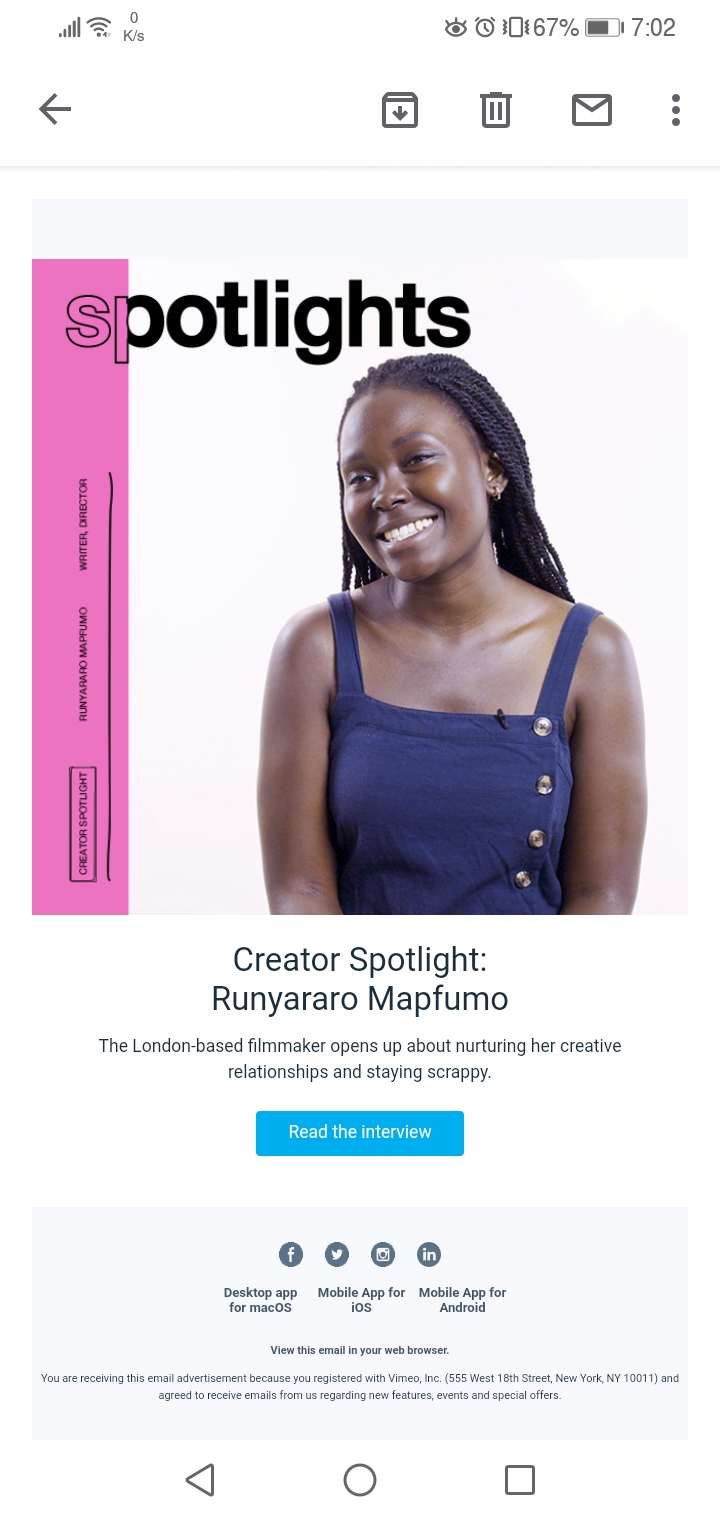 0
K/s
67%
7:02
spotlights
WRITER, DIRECTOR
RUNYARARO MAPFUMO
CREATOR SPOTLIGHT
Creator Spotlight:
Runyararo Mapfumo
The London-based filmmaker opens up about nurturing her creative
relationships and staying scrappy.
Read the interview
Desktop app
for macOS
Mobile App for
iOS
Mobile App for
Android
View this email in your web browser.
You are receiving this email advertisement because you registered with Vimeo, Inc. (555 West 18th Street, New York, NY 10011) and
agreed to receive emails from us regarding new features, events and special offers.